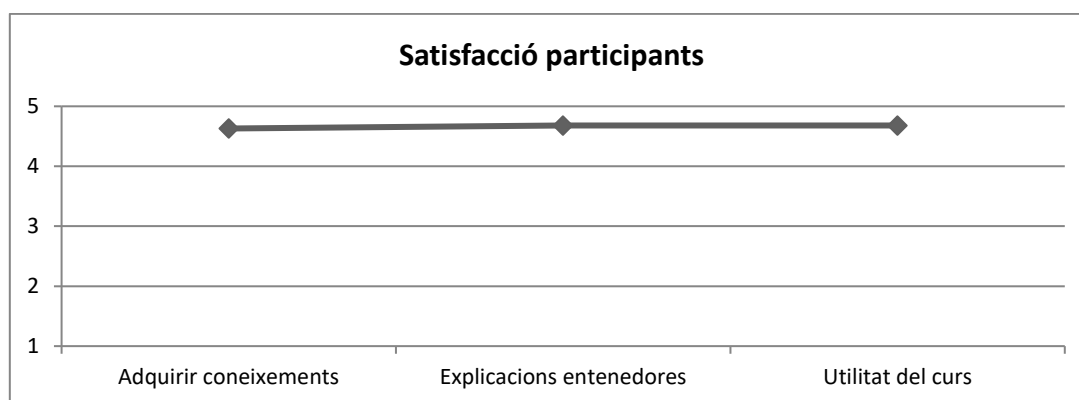 Satisfacció participants
5
4
3
2
1
Adquirir coneixements Explicacions entenedores Utilitat del curs